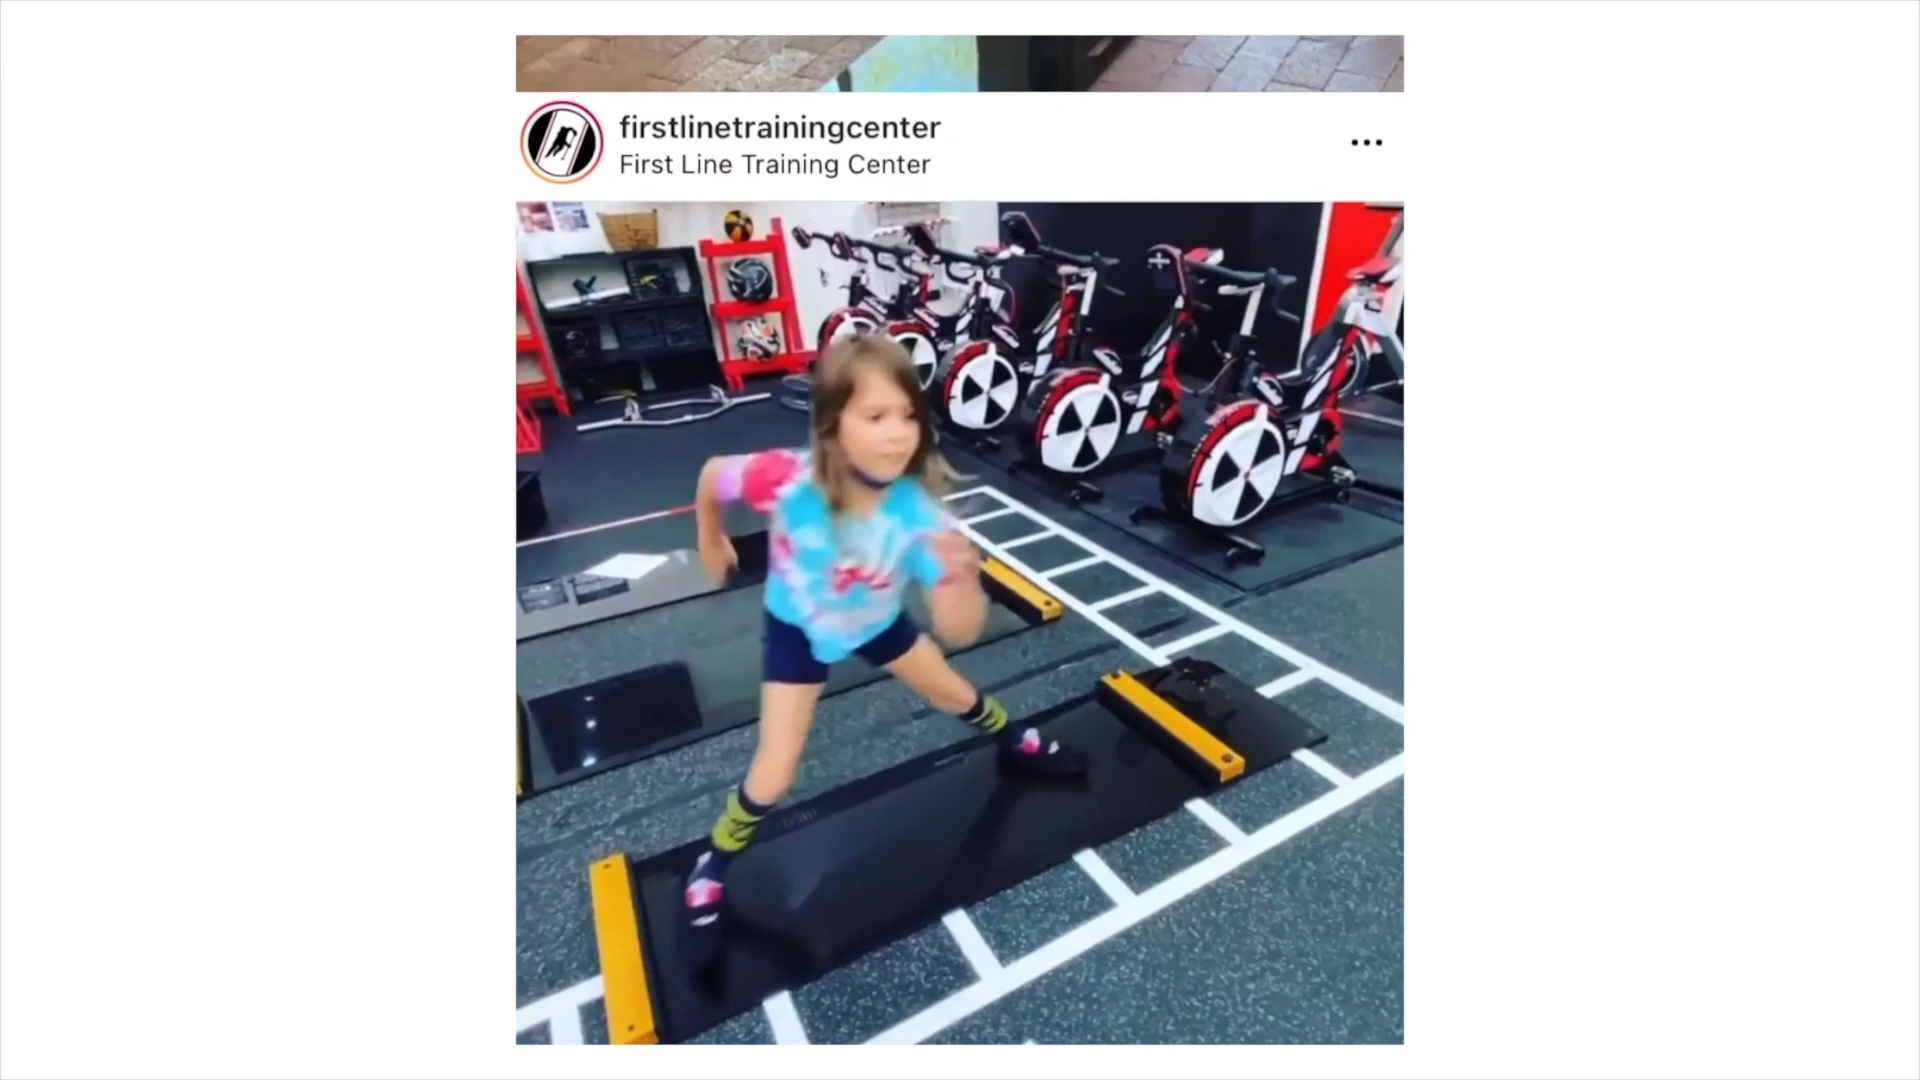 firstlinetrainingcenter
First Line Training Center